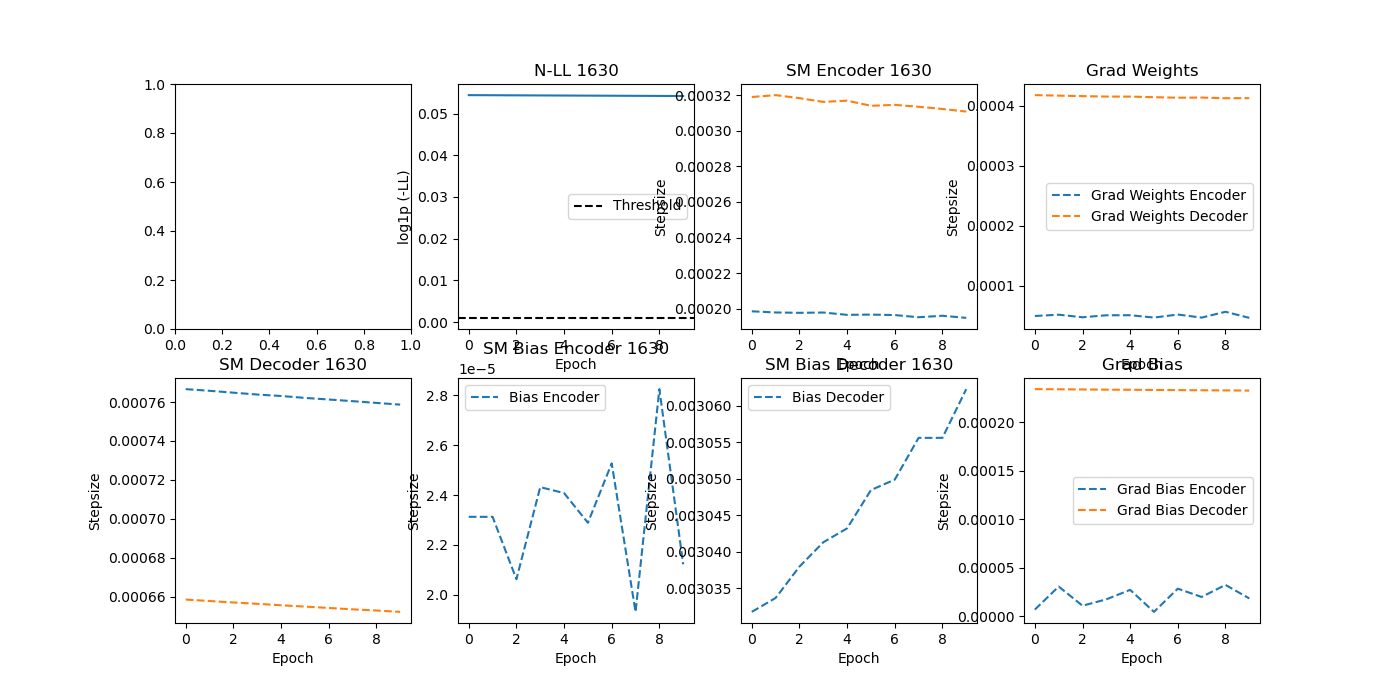 1.0
0.8
0.6
0.4
0.2
0.0
0.0 0.2 0.4 0.6 0.8 1.0
N-LL 1630
log1p (-LL)
0.05
0.04
0.03
0.02
0.01
0.00
Threshold
0 2 4 6 8
Epoch
SM Encoder 1630
Stepsize
0.00032
0.00030
0.00028
0.00026
0.00024
0.00022
0.00020
0 2 4 6 8
Epoch
Grad Weights
Stepsize
0.0004
0.0003
0.0002
0.0001
Grad Weights Encoder
Grad Weights Decoder
0 2 4 6 8
Epoch
SM Decoder 1630
Stepsize
0.00076
0.00074
0.00072
0.00070
0.00068
0.00066
0 2 4 6 8
Epoch
SM Bias Encoder 1630
1e−5
Stepsize
2.8
2.6
2.4
2.2
2.0
Bias Encoder
0 2 4 6 8
Epoch
SM Bias Decoder 1630
Stepsize
0.003060
0.003055
0.003050
0.003045
0.003040
0.003035
Bias Decoder
0 2 4 6 8
Epoch
Grad Bias
Stepsize
0.00020
0.00015
0.00010
0.00005
0.00000
Grad Bias Encoder
Grad Bias Decoder
0 2 4 6 8
Epoch